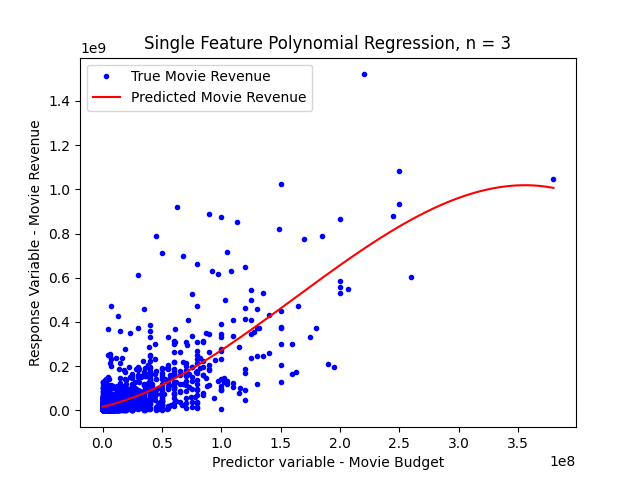 Single Feature Polynomial Regression, n = 3
1e9
True Movie Revenue
Predicted Movie Revenue
Response Variable - Movie Revenue
1.4
1.2
1.0
0.8
0.6
0.4
0.2
0.0
0.0 0.5 1.0 1.5 2.0 2.5 3.0 3.5
Predictor variable - Movie Budget
1e8